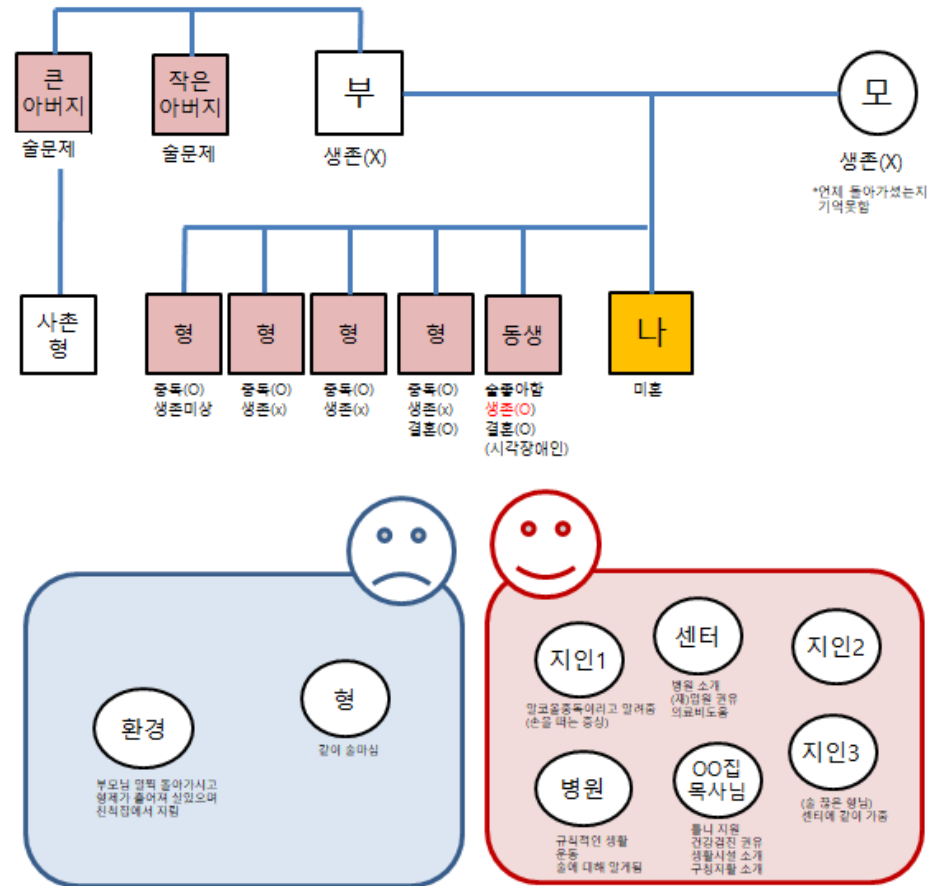 큰
아버지
작은
아버지
부
모
술문제
술문제
생존(X)
생존(X)
*언제 돌아가셨는지
기억못함
사촌
형
형
형
형
형
동생
나
중독(O)
생존미상
중독(O)
생존(x)
중독(O)
생존(x)
중독(O)
생존(x)
결혼(O)
술좋아함
생존(O)
결혼(O)
(시각장애인)
미혼
환경
부모님 일찍 돌아가시고
형제가 흩어져 살았으며
친척집에서 지림
형
같이 술마심
지인1
알코올중독이라고 알려줌
(손을 떠는 증상)
센터
병원 소개
(재)입원 권유
의료비도움
지인2
병원
규칙적인 생활
운동
술에 대해 알게됨
OO집
목사님
틀니 지원
건강검진 권유
생활시설 소개
구청자활 소개
지인3
(술 끊은 형님)
센터에 같이 가줌